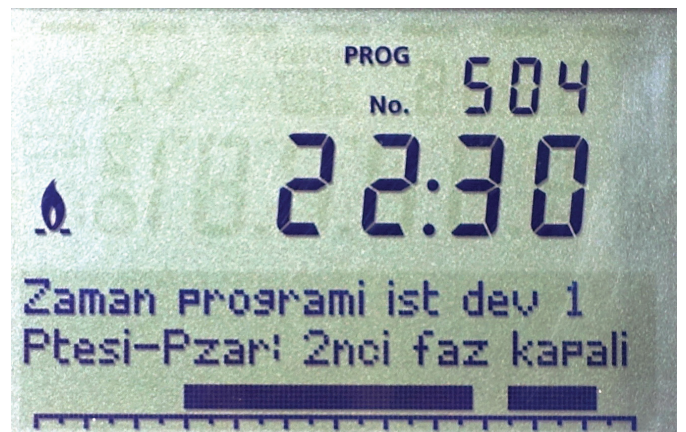 PROG 504
No.
22:30
Zaman programi ist dev 1
Ptesi-Pzar: 2nci faz kapali